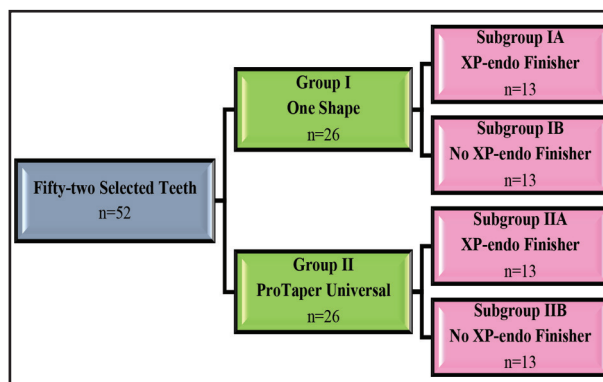 Fifty-two Selected Teeth
n=52
Group I
One Shape
n=26
Group II
ProTaper Universal
n=26
Subgroup IA
XP-endo Finisher
n=13
Subgroup IB
No XP-endo Finisher
n=13
Subgroup IIA
XP-endo Finisher
n=13
Subgroup IIB
No XP-endo Finisher
n=13